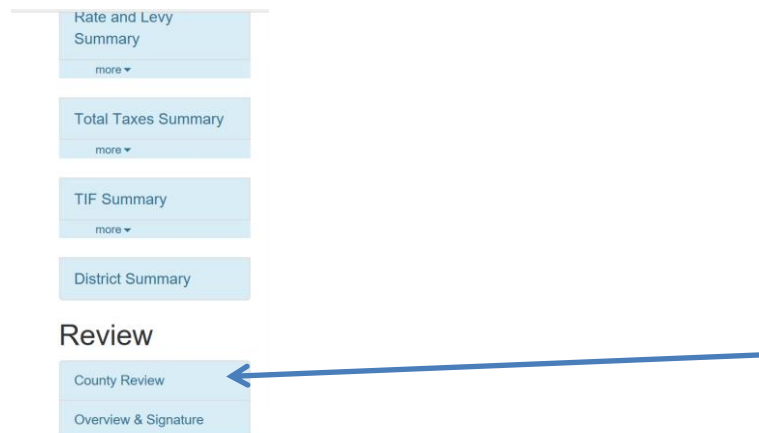 Rate and Levy
Summary
more
Total Taxes Summary
more
TIF Summary
more
District Summary
Review
County Review
Overview & Signature